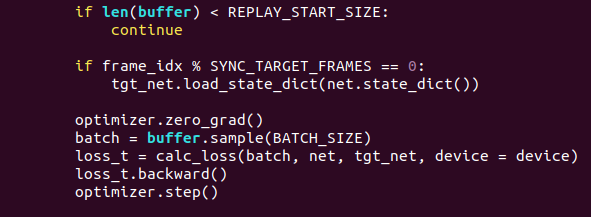 if len(buffer) < REPLAY_START_SIZE:
    continue

if frame_idx % SYNC_TARGET_FRAMES == 0:
    tgt_net.load_state_dict(net.state_dict())

optimizer.zero_grad()
batch = buffer.sample(BATCH_SIZE)
loss_t = calc_loss(batch, net, tgt_net, device = device)
loss_t.backward()
optimizer.step()